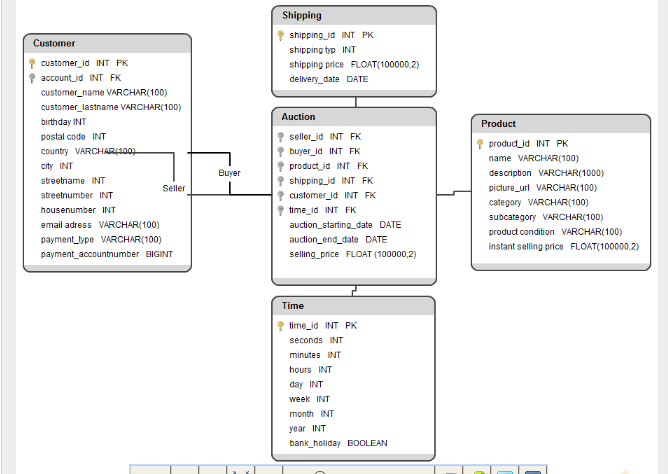 Shipping
shipping_id INT PK
shipping typ INT
shipping price FLOAT(100000,2)
delivery_date DATE
Customer
customer_id INT PK
account_id INT FK
customer_name VARCHAR(100)
customer_lastname VARCHAR(100)
birthday INT
postal code INT
country VARCHAR(100)
city INT
streetname INT
streetnumber INT
housenumber INT
email adress VARCHAR(100)
payment_type VARCHAR(100)
payment_accountnumber BIGINT
Seller
Buyer
Auction
seller_id INT FK
buyer_id INT FK
product_id INT FK
shipping_id INT FK
customer_id INT FK
time_id INT FK
auction_starting_date DATE
auction_end_date DATE
selling_price FLOAT (100000,2)
Product
product_id INT PK
name VARCHAR(100)
description VARCHAR(1000)
picture_url VARCHAR(100)
category VARCHAR(100)
subcategory VARCHAR(100)
product condition VARCHAR(100)
instant selling price FLOAT(100000,2)
Time
time_id INT PK
seconds INT
minutes INT
hours INT
day INT
week INT
month INT
year INT
bank_holiday BOOLEAN